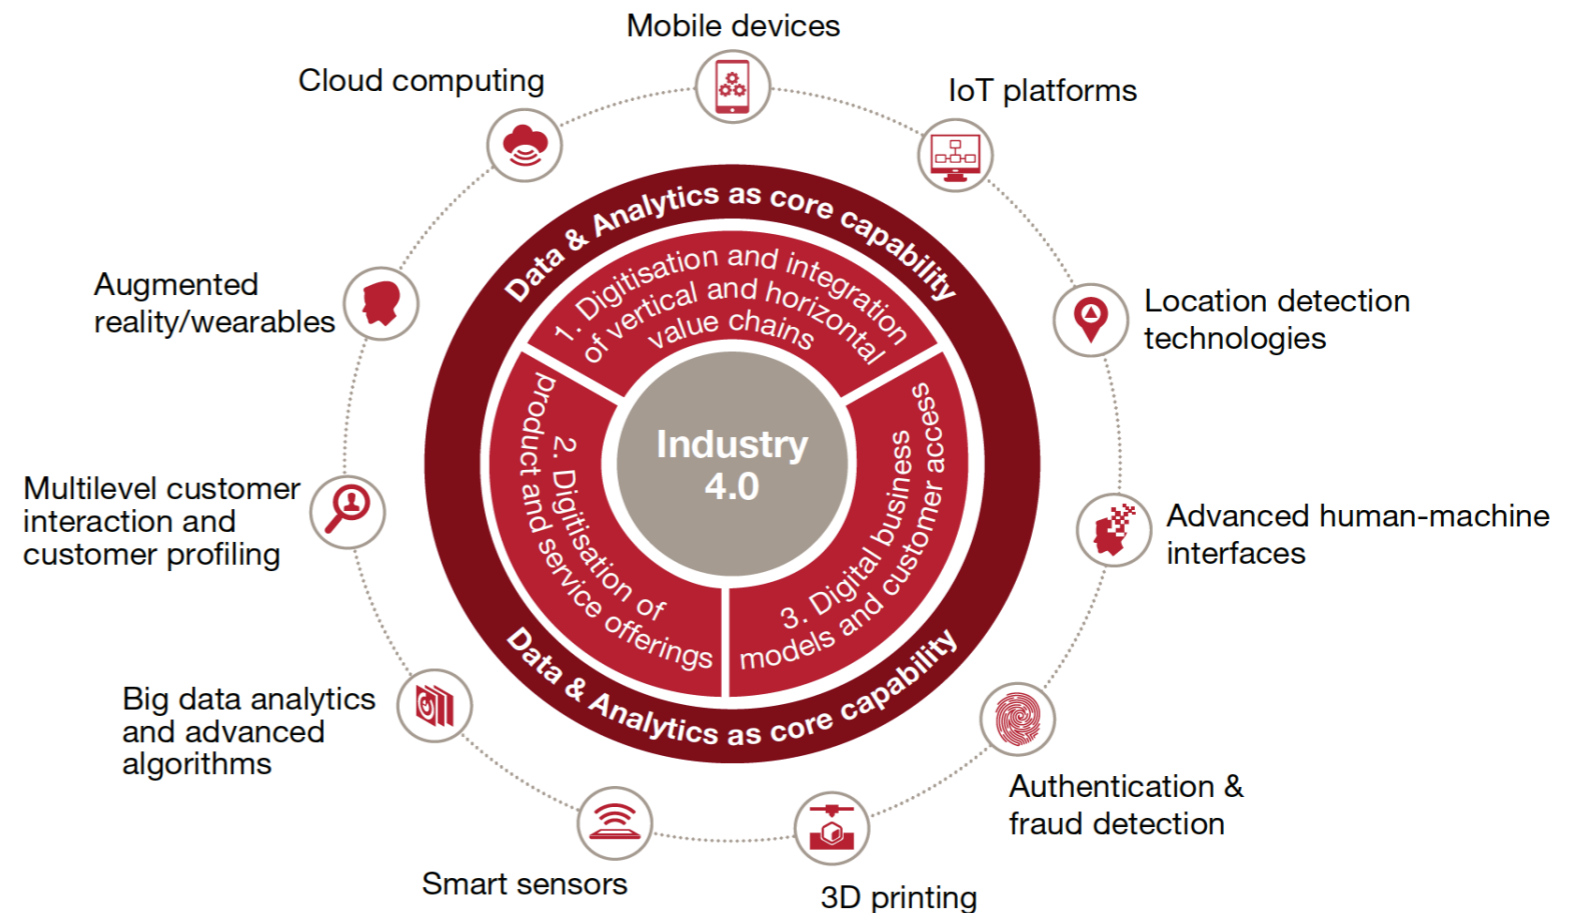 Mobile devices
Cloud computing
IoT platforms
Data & Analytics as core capability
1. Digitisation and integration
of vertical and horizontal
value chains
Augmented
reality/wearables
Location detection
technologies
Industry
4.0
2. Digitisation of
product and service offerings
3. Digital business
models and customer access
Multilevel customer
interaction and
customer profiling
Advanced human-machine
interfaces
Data & Analytics as core capability
Big data analytics
and advanced
algorithms
Authentication &
fraud detection
Smart sensors
3D printing